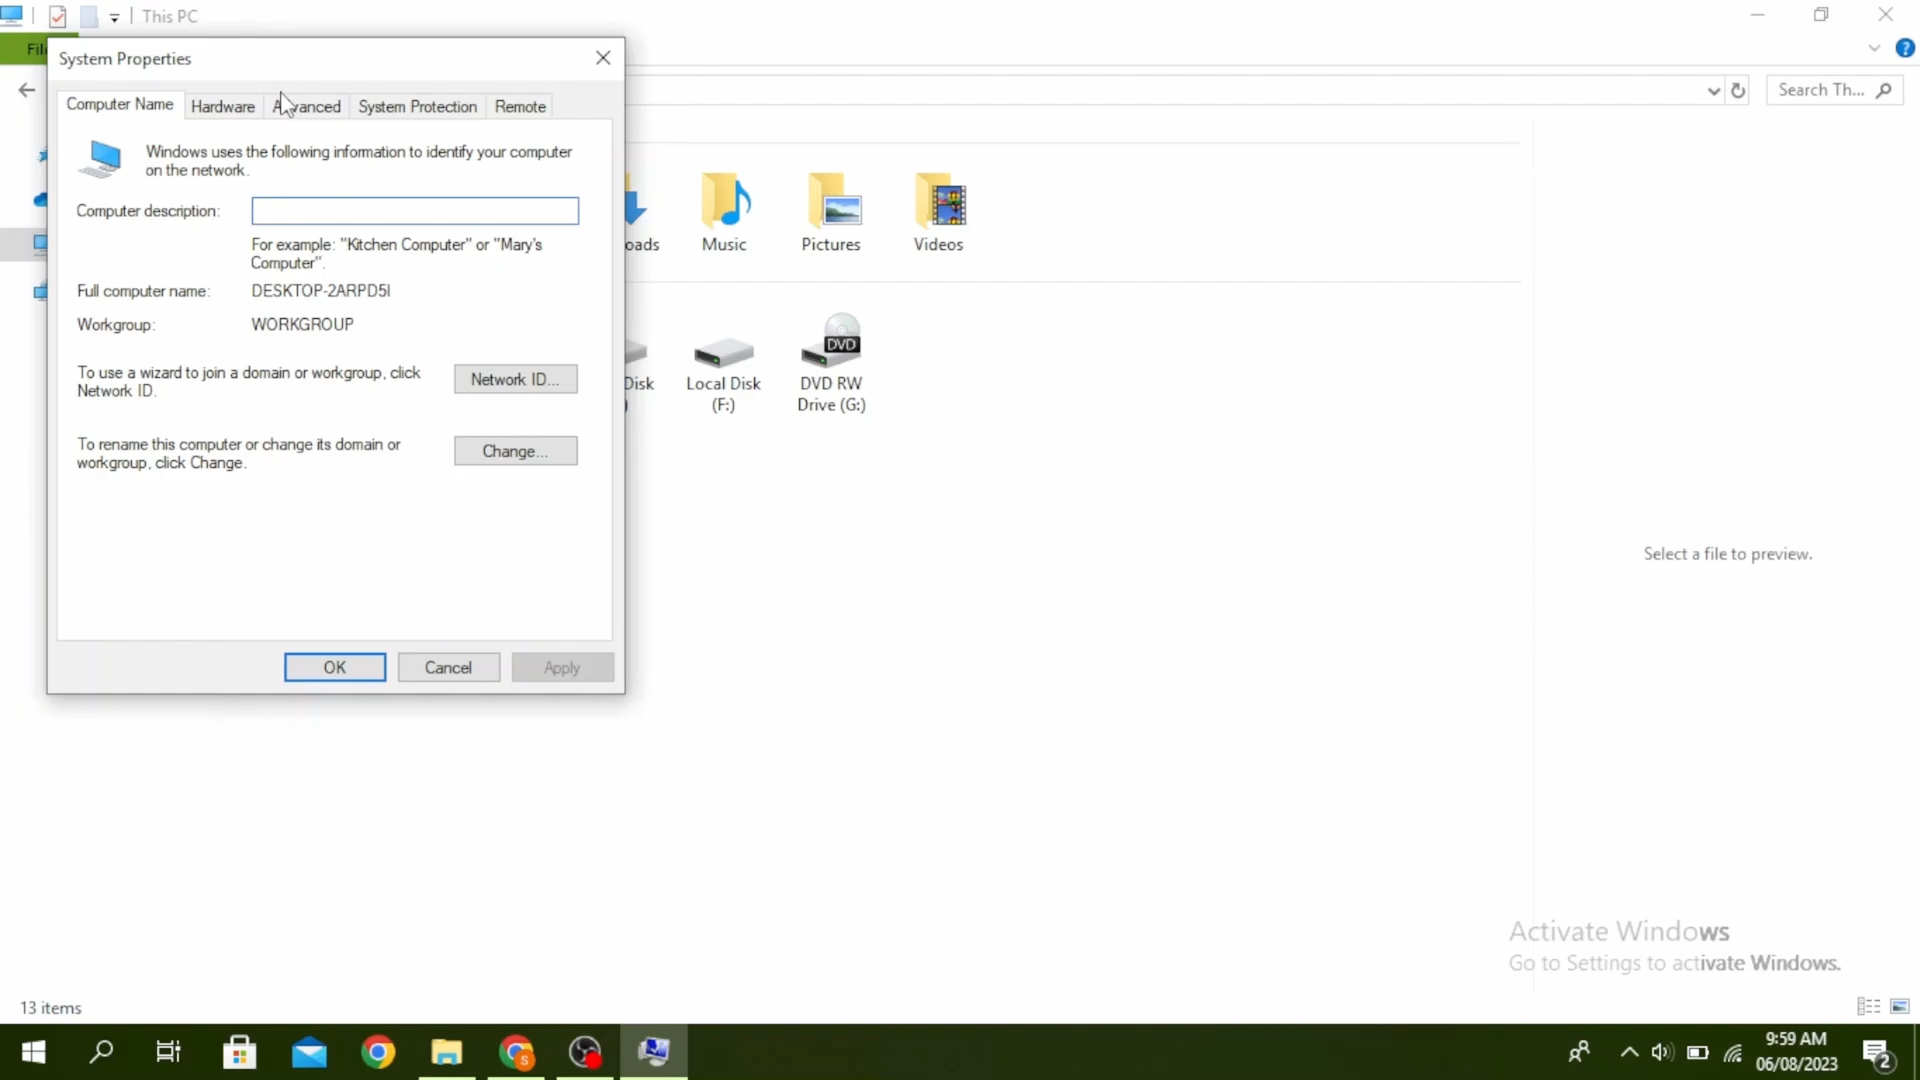 This PC
Fil
System Properties
Computer Name
Hardware
Advanced
System Protection
Remote
Search Th...
Windows uses the following information to identify your computer
on the network.
Computer description:
For example: "Kitchen Computer" or "Mary's
Computer".
Full computer name:
DESKTOP-2ARPD5I
Workgroup:
WORKGROUP
To use a wizard to join a domain or workgroup, click
Network ID.
Network ID...
To rename this computer or change its domain or
workgroup, click Change.
Change...
OK
Cancel
Apply
oads
Music
Pictures
Videos
Disk
)
Local Disk
(F:)
DVD
DVD RW
Drive (G:)
Select a file to preview.
Activate Windows
Go to Settings to activate Windows.
13 items
S
9:59 AM
06/08/2023
2